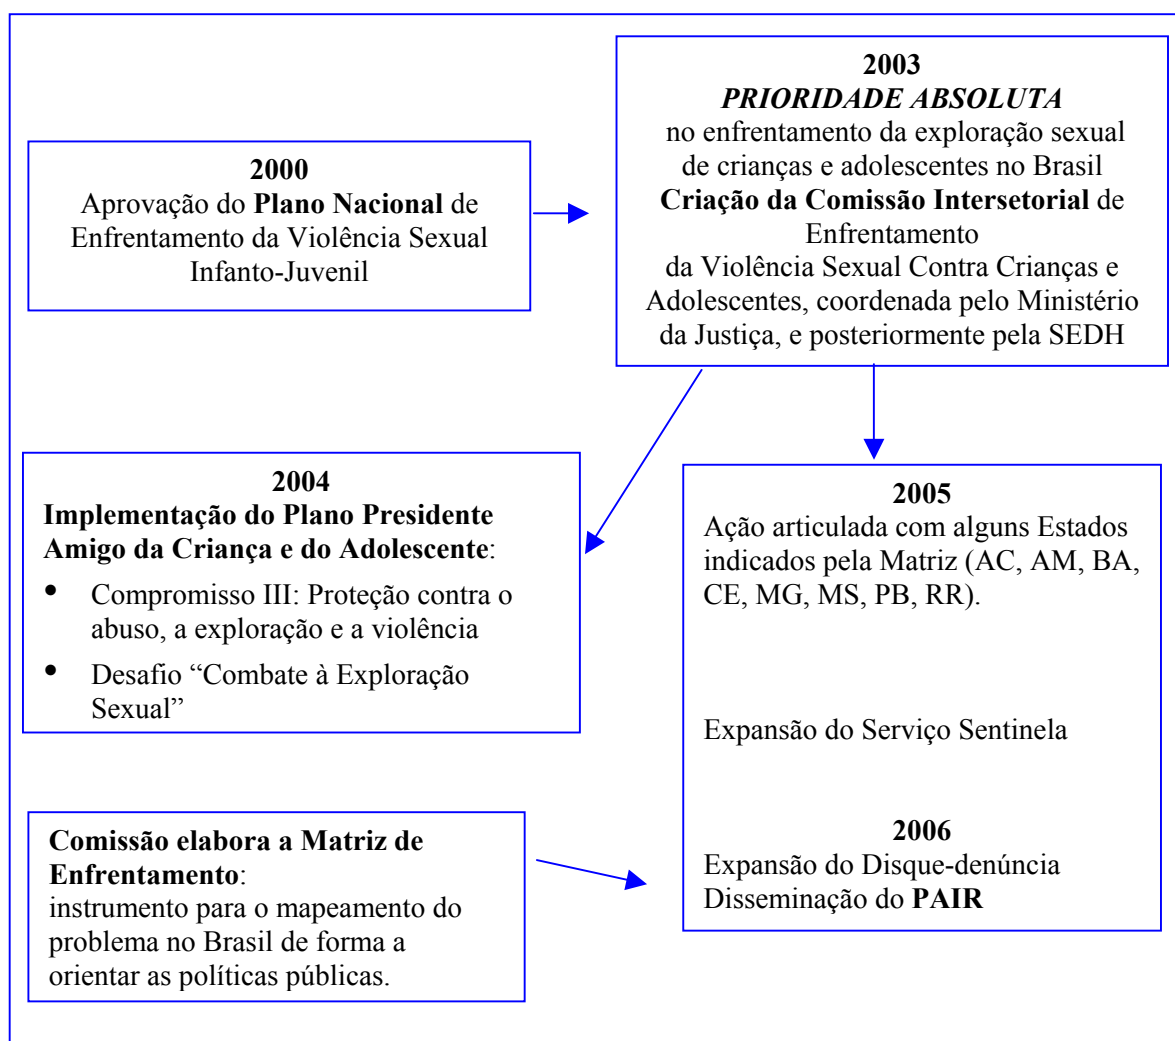 2000
Aprovação do Plano Nacional de
Enfrentamento da Violência Sexual
Infanto-Juvenil
2003
PRIORIDADE ABSOLUTA
no enfrentamento da exploração sexual
de crianças e adolescentes no Brasil
Criação da Comissão Intersetorial de
Enfrentamento
da Violência Sexual Contra Crianças e
Adolescentes, coordenada pelo Ministério
da Justiça, e posteriormente pela SEDH
2004
Implementação do Plano Presidente
Amigo da Criança e do Adolescente:
• Compromisso III: Proteção contra o
abuso, a exploração e a violência
• Desafio “Combate à Exploração
Sexual”
2005
Ação articulada com alguns Estados
indicados pela Matriz (AC, AM, BA,
CE, MG, MS, PB, RR).
Expansão do Serviço Sentinela
2006
Expansão do Disque-denúncia
Disseminação do PAIR
Comissão elabora a Matriz de
Enfrentamento:
instrumento para o mapeamento do
problema no Brasil de forma a
orientar as políticas públicas.